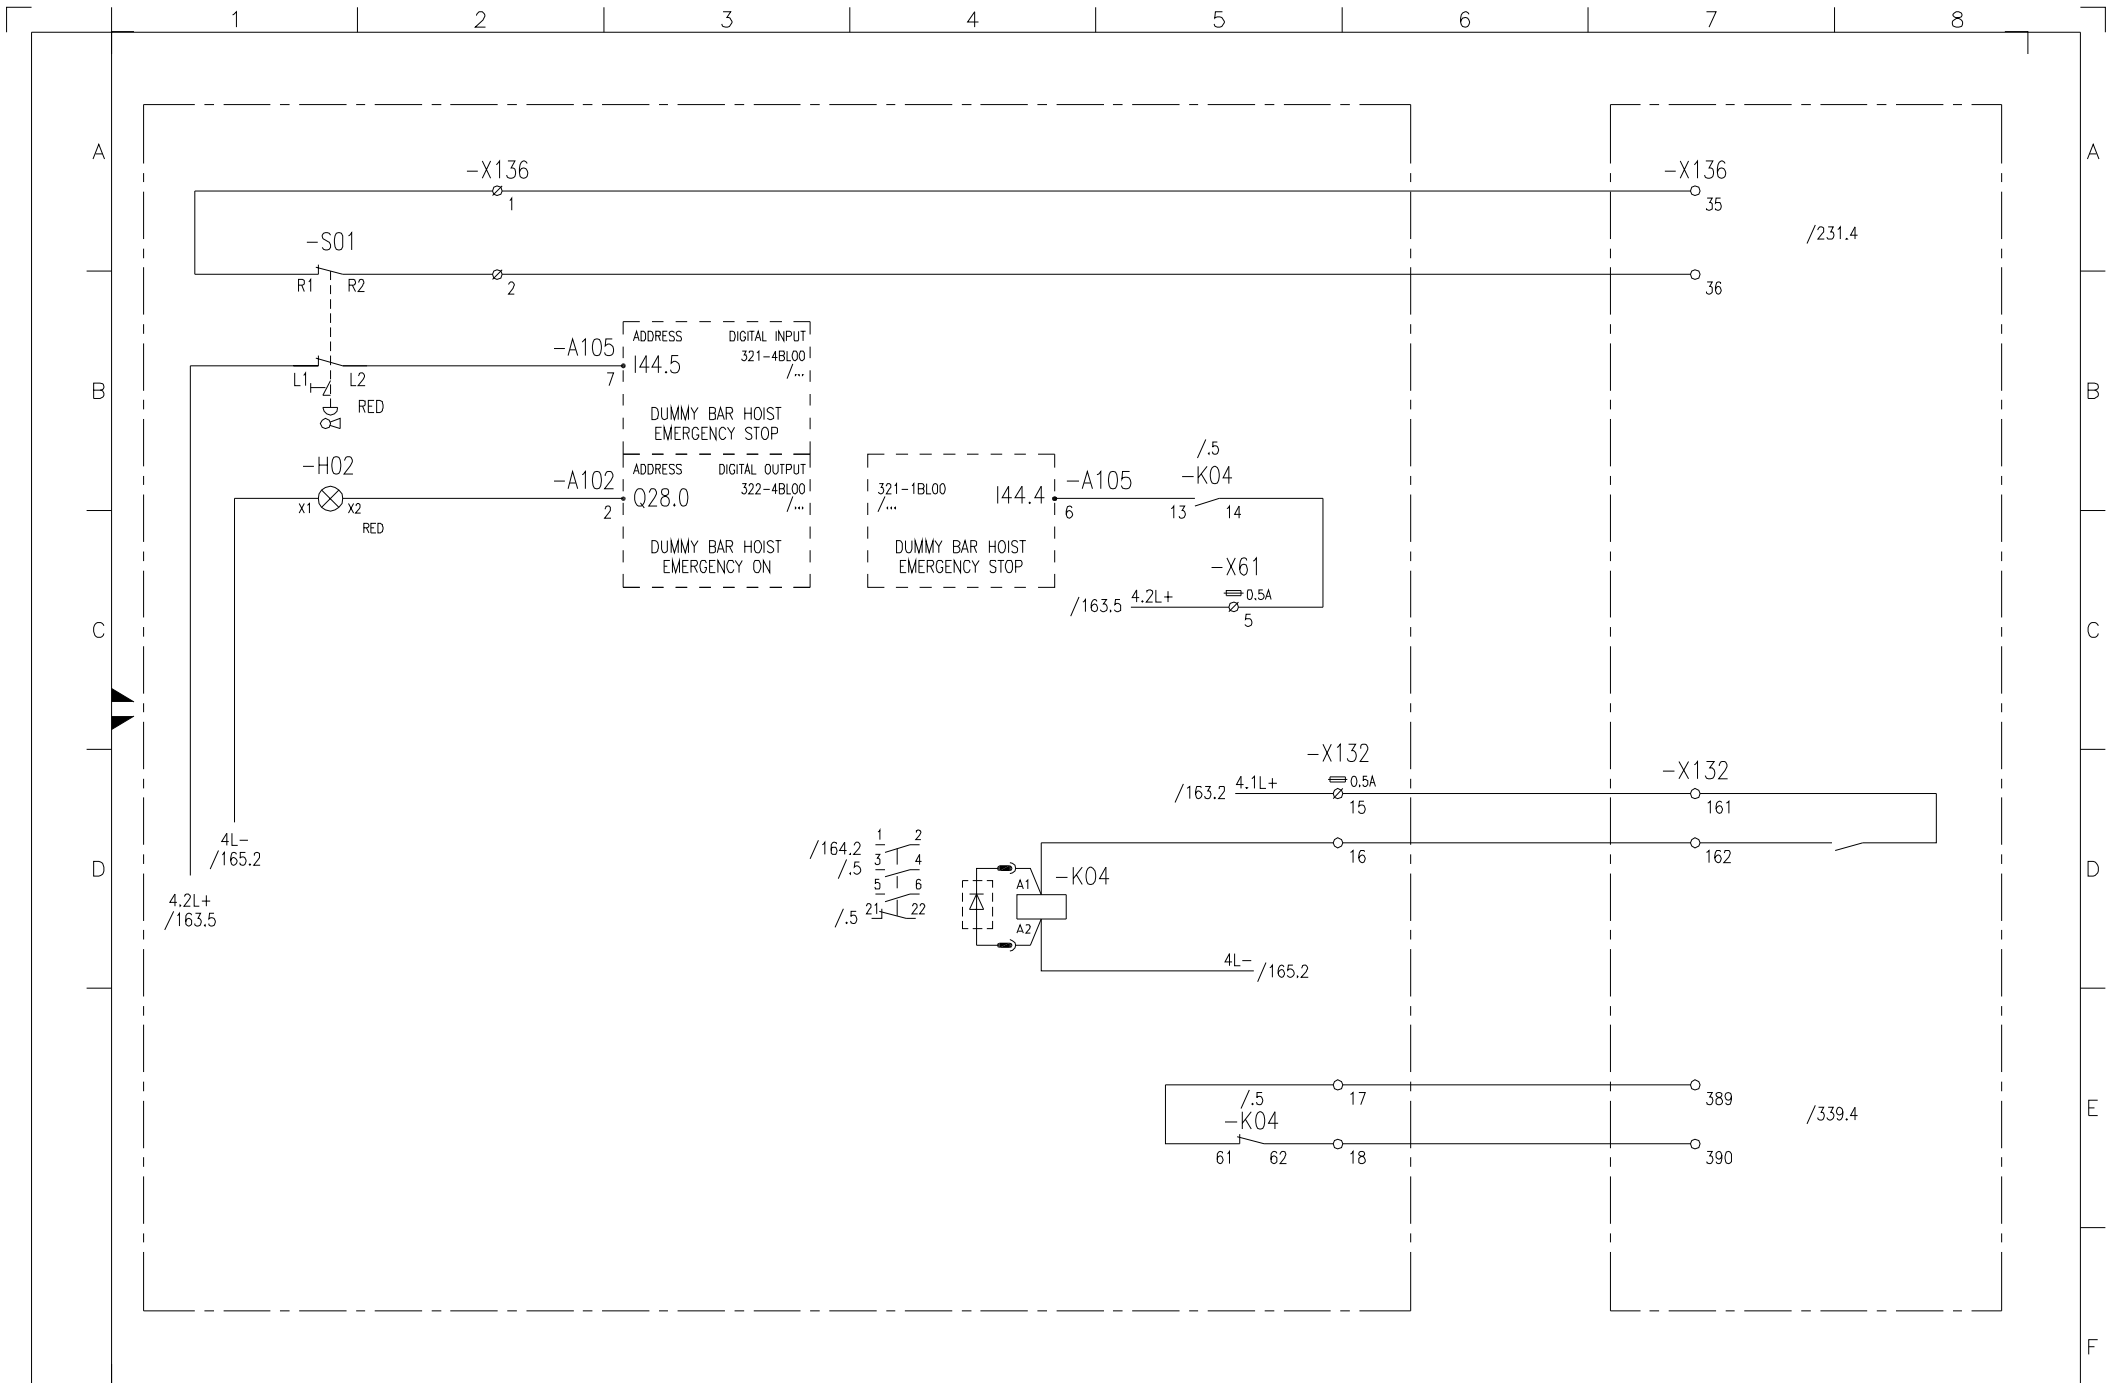 1 2 3 4 5 6 7 8
A A
-X136 -X136
1 35
/231.4
-S01
R1 R2 2 36
B B
-A105 ADDRESS DIGITAL INPUT
I44.5 321-4BL00
7 /...
L1 L2
RED
DUMMY BAR HOIST
EMERGENCY STOP
-H02
X1 X2
RED
-A102 ADDRESS DIGITAL OUTPUT
Q28.0 322-4BL00
2 /...
DUMMY BAR HOIST
EMERGENCY ON
321-1BL00 I44.4 -A105
/... 6
DUMMY BAR HOIST
EMERGENCY STOP
/.5
-K04
13 14
-X61
0.5A
/163.5 4.2L+
5
C C
-X132 -X132
0.5A
/163.2 4.1L+
15 161
16 162
4L-
/165.2
4.2L+
/163.5
D D
/164.2 1 2
/.5 3 4
5 6
/.5 21 22
A1 -K04
A2
4L- /165.2
17 389
/.5
-K04
61 62 18 390
/339.4
E E
F